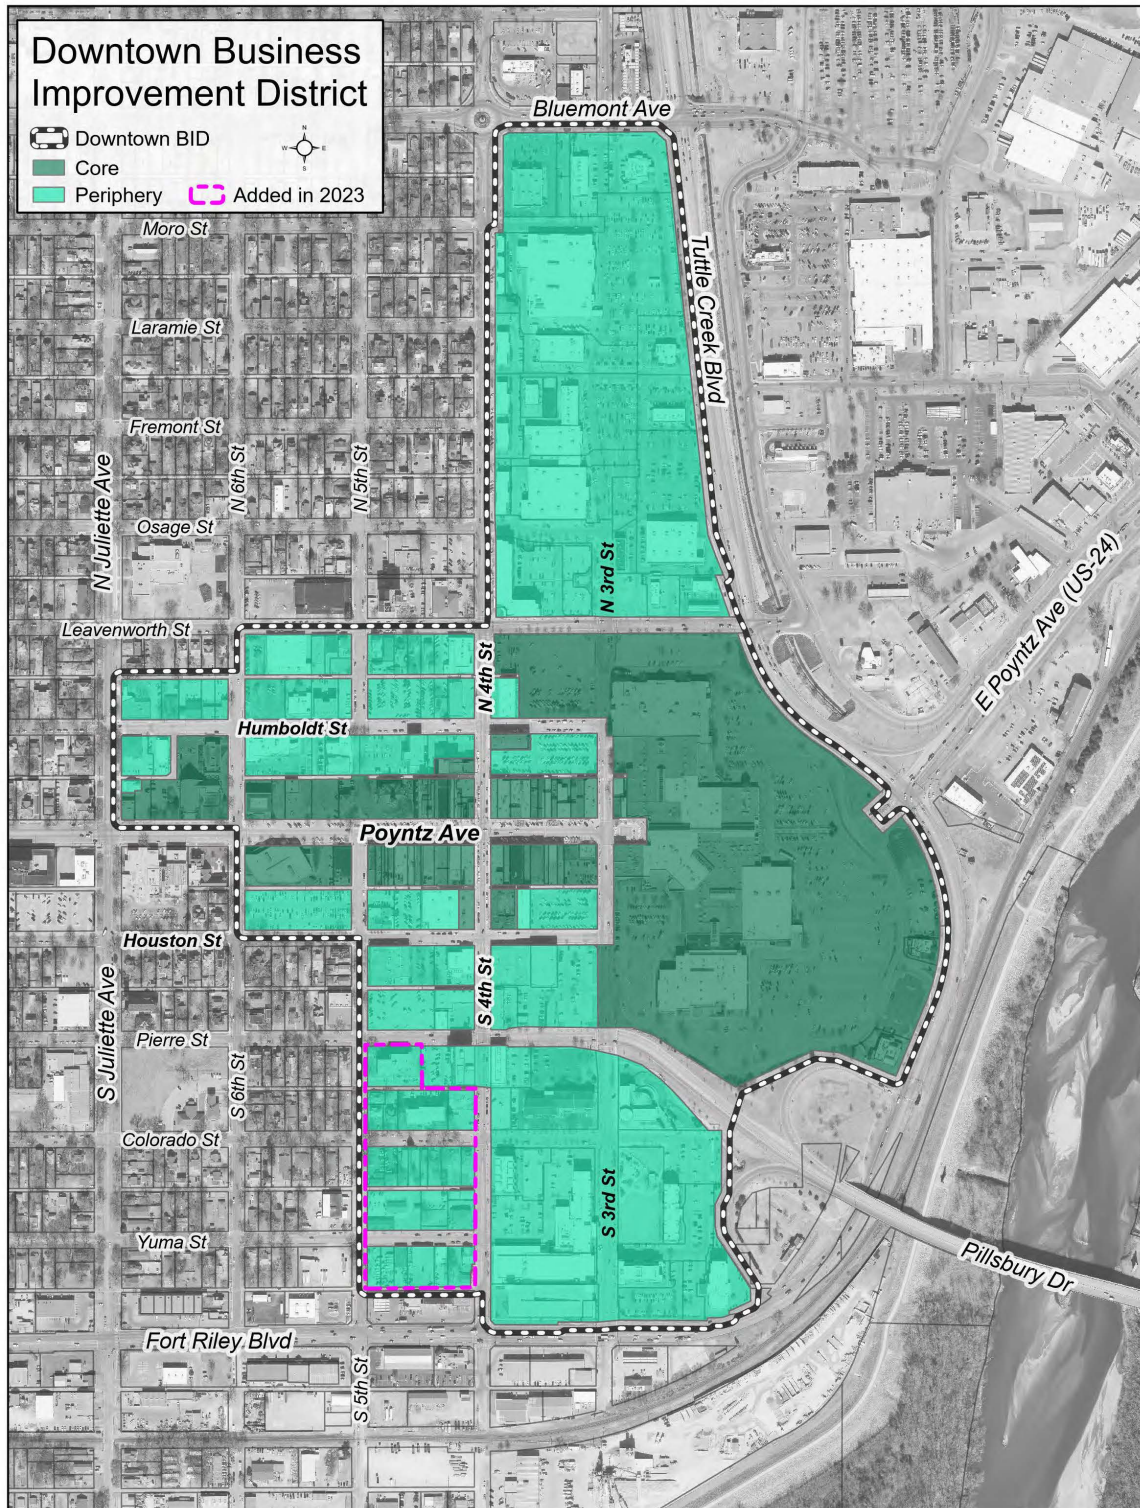 Downtown Business
Improvement District
Downtown BID
Core
Periphery
Added in 2023
N
W
E
S
Bluemont Ave
Moro St
Tuttle Creek Blvd
Laramie St
Fremont St
N Juliette Ave
N 6th St
N 5th St
Osage St
N 3rd St
E Poyntz Ave (US-24)
Leavenworth St
N 4th St
Humboldt St
Poyntz Ave
Houston St
S Juliette Ave
S 4th St
Pierre St
S 6th St
Colorado St
S 3rd St
Yuma St
Pillsbury Dr
Fort Riley Blvd
S 5th St